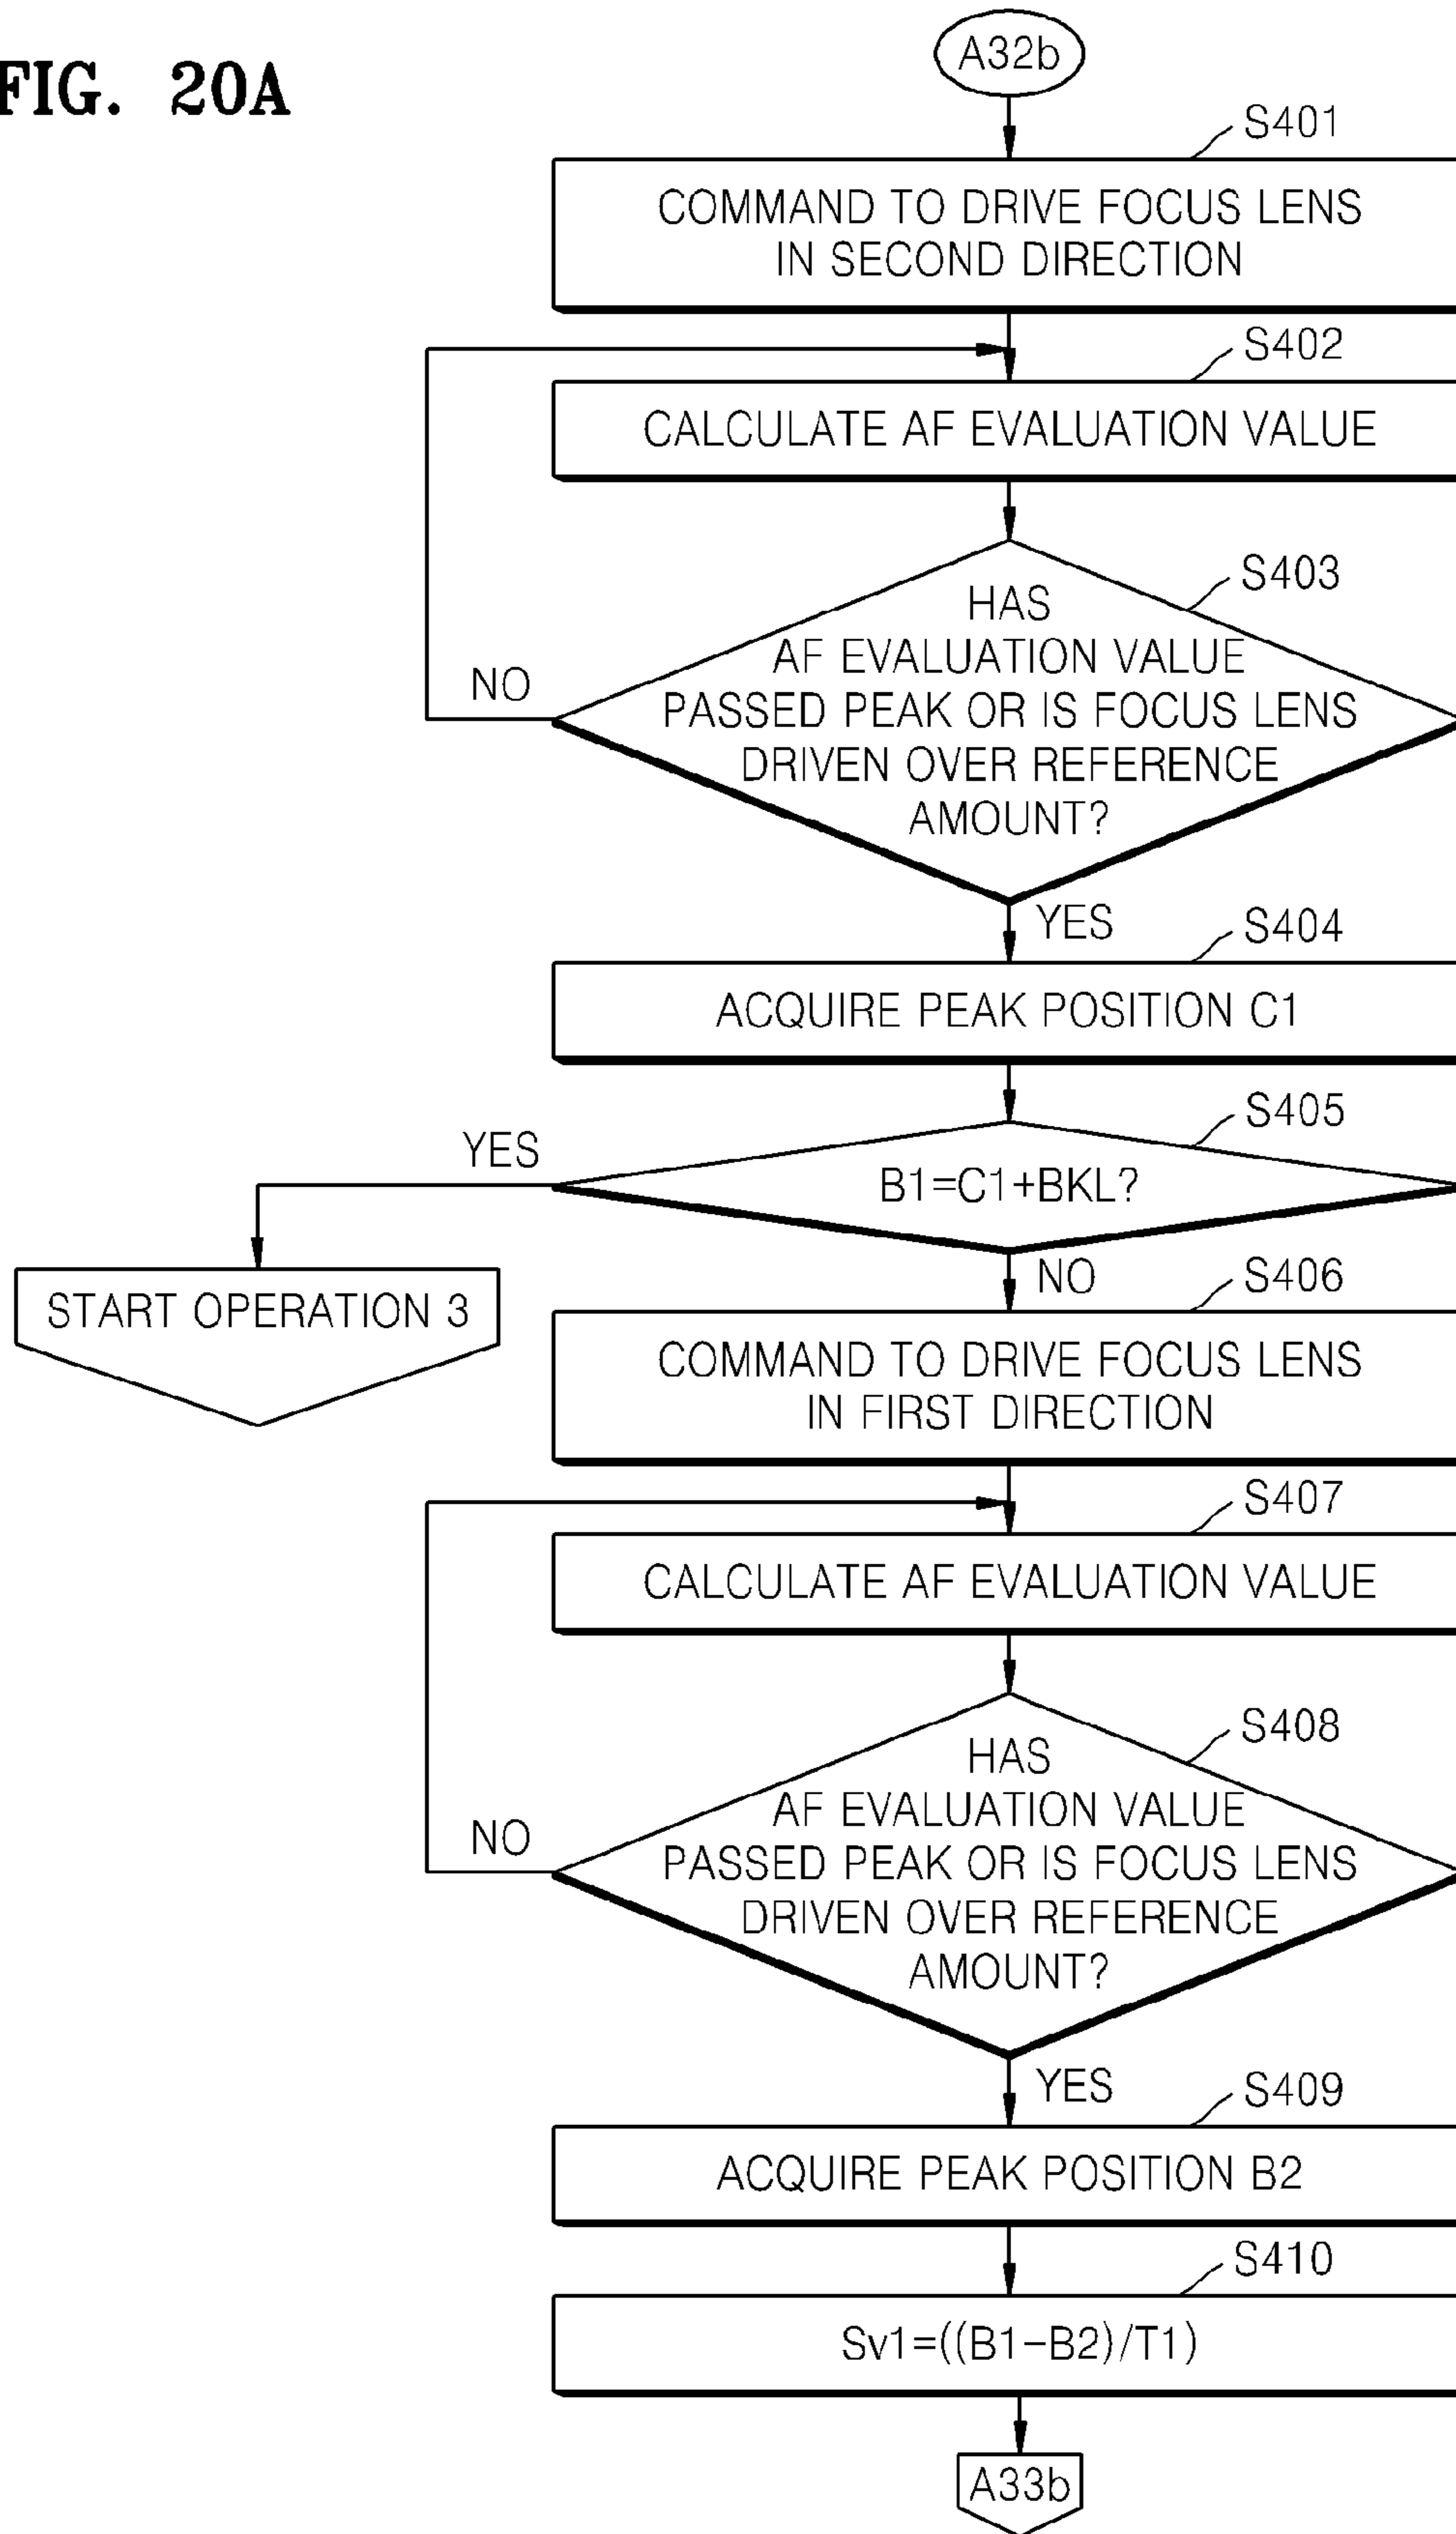 FIG. 20A
A32b
S401
COMMAND TO DRIVE FOCUS LENS
IN SECOND DIRECTION
S402
CALCULATE AF EVALUATION VALUE
S403
HAS
AF EVALUATION VALUE
PASSED PEAK OR IS FOCUS LENS
DRIVEN OVER REFERENCE
AMOUNT?
NO
YES
S404
ACQUIRE PEAK POSITION C1
S405
B1=C1+BKL?
YES
START OPERATION 3
NO
S406
COMMAND TO DRIVE FOCUS LENS
IN FIRST DIRECTION
S407
CALCULATE AF EVALUATION VALUE
S408
HAS
AF EVALUATION VALUE
PASSED PEAK OR IS FOCUS LENS
DRIVEN OVER REFERENCE
AMOUNT?
NO
YES
S409
ACQUIRE PEAK POSITION B2
S410
Sv1=((B1-B2)/T1)
A33b